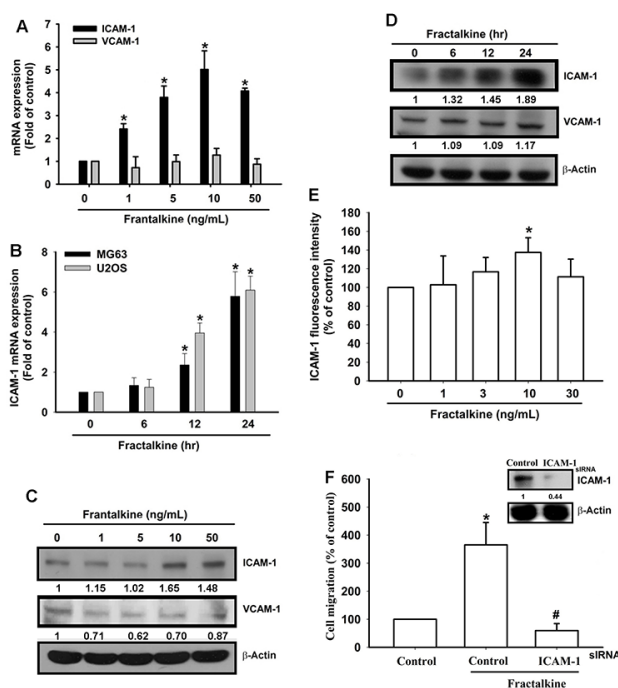 A
ICAM-1
VCAM-1
mRNA expression
(Fold of control)
7
6
5
4
3
2
1
0
* * * *
0 1 5 10 50
Frantalkine (ng/mL)
B
MG63
U2OS
ICAM-1 mRNA expression
(Fold of control)
8
6
4
2
0
* * * *
0 6 12 24
Fractalkine (hr)
C
Frantalkine (ng/mL)
0 1 5 10 50
ICAM-1
1 1.15 1.02 1.65 1.48
VCAM-1
1 0.71 0.62 0.70 0.87
β-Actin
D
Fractalkine (hr)
0 6 12 24
ICAM-1
1 1.32 1.45 1.89
VCAM-1
1 1.09 1.09 1.17
β-Actin
E
ICAM-1 fluorescence intensity
(% of control)
180
160
140
120
100
80
60
40
20
0
*
0 1 3 10 30
Fractalkine (ng/mL)
F
Control ICAM-1 siRNA
ICAM-1
1 0.44
β-Actin
Cell migration (% of control)
600
500
400
300
200
100
0
*
#
Control Control ICAM-1 siRNA
Fractalkine